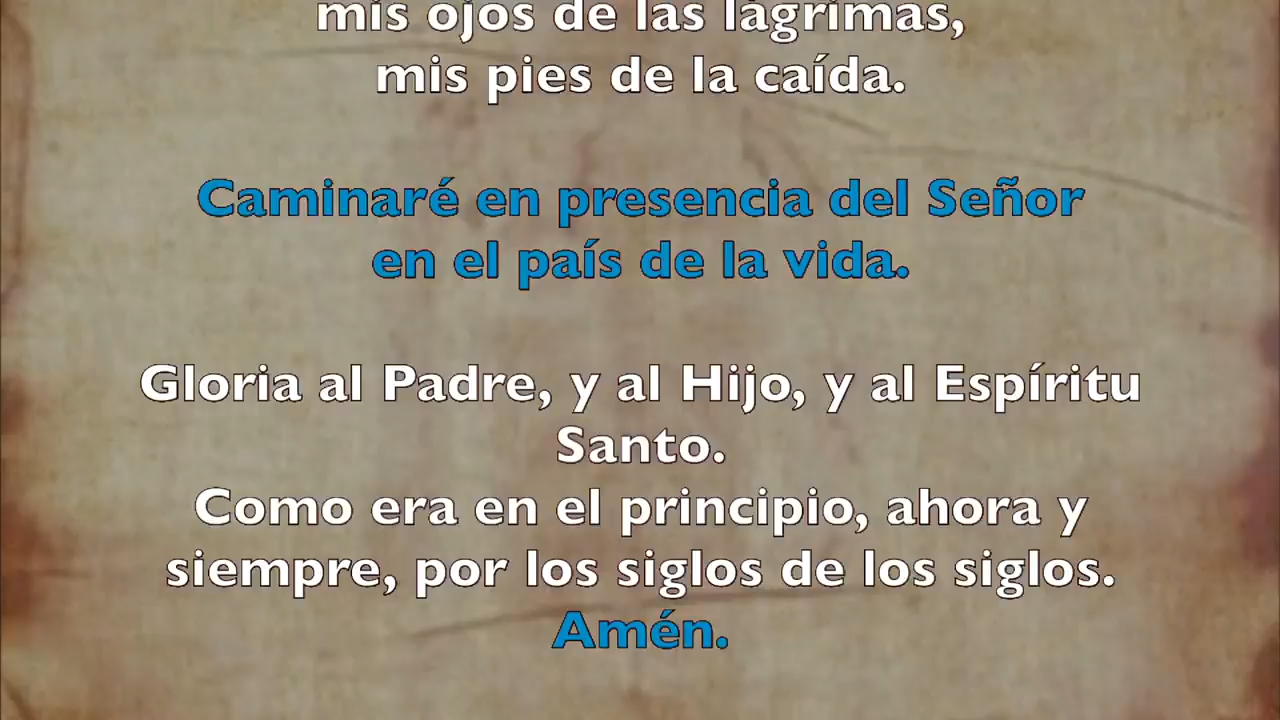 mis ojos de las lágrimas,
mis pies de la caída.
Caminaré en presencia del Señor
en el país de la vida.
Gloria al Padre, y al Hijo, y al Espíritu
Santo.
Como era en el principio, ahora y
siempre, por los siglos de los siglos.
Amén.